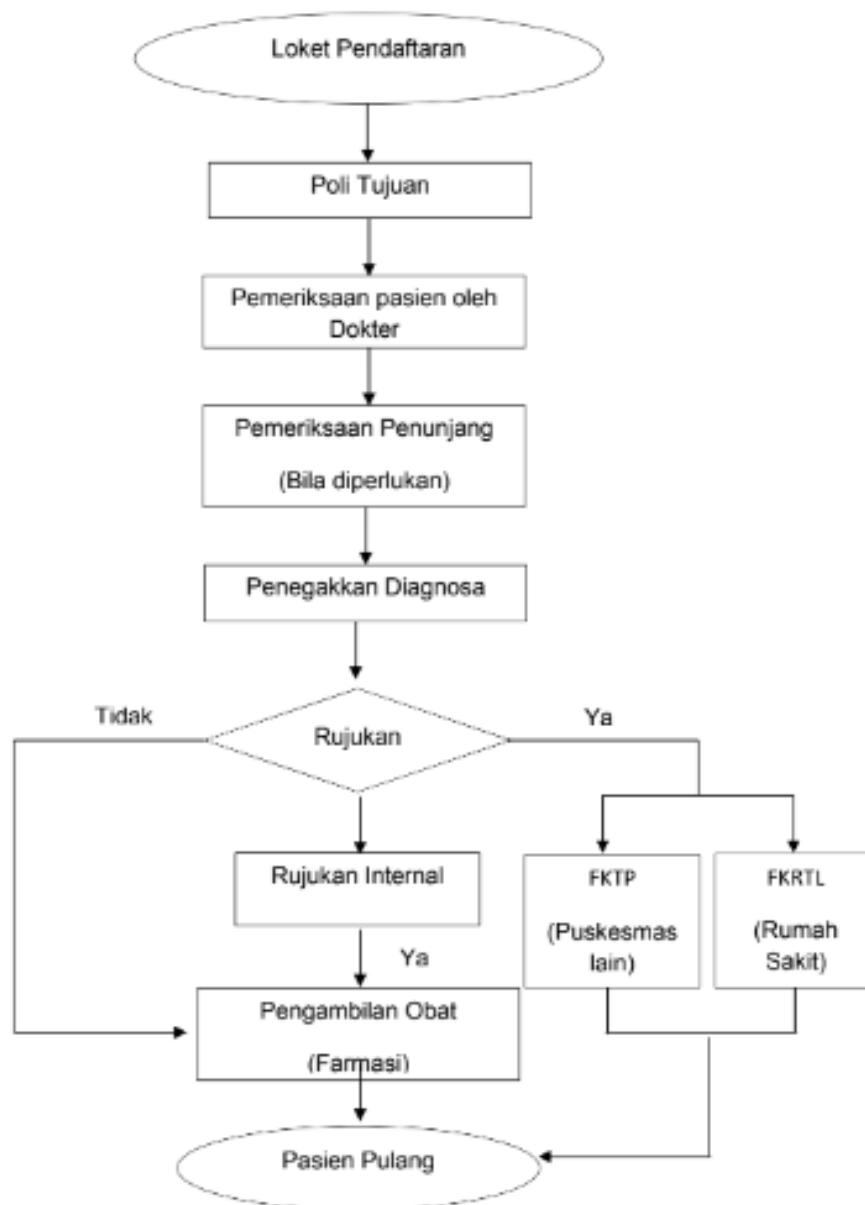 Loket Pendaftaran
Poli Tujuan
Pemeriksaan pasien oleh
Dokter
Pemeriksaan Penunjang
(Bila diperlukan)
Penegakkan Diagnosa
Tidak
Rujukan
Ya
Rujukan Internal
FKTP
(Puskesmas
lain)
FKRTL
(Rumah
Sakit)
Ya
Pengambilan Obat
(Farmasi)
Pasien Pulang